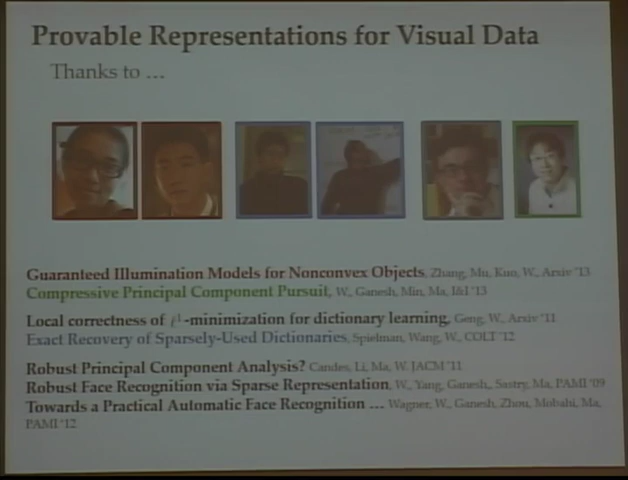 Provable Representations for Visual Data
Thanks to ...
Guaranteed Illumination Models for Nonconvex Objects, Zhang, Mu, Kuo, W., Arxiv '13
Compressive Principal Component Pursuit, W., Ganesh, Min, Ma, I&I '13
Local correctness of ℓ¹-minimization for dictionary learning, Geng, W., Arxiv '11
Exact Recovery of Sparsely-Used Dictionaries, Spielman, Wang, W., COLT '12
Robust Principal Component Analysis? Candes, Li, Ma, W. JACM '11
Robust Face Recognition via Sparse Representation, W., Yang, Ganesh, Sastry, Ma, PAMI '09
Towards a Practical Automatic Face Recognition ... Wagner, W., Ganesh, Zhou, Mobahi, Ma,
PAMI '12